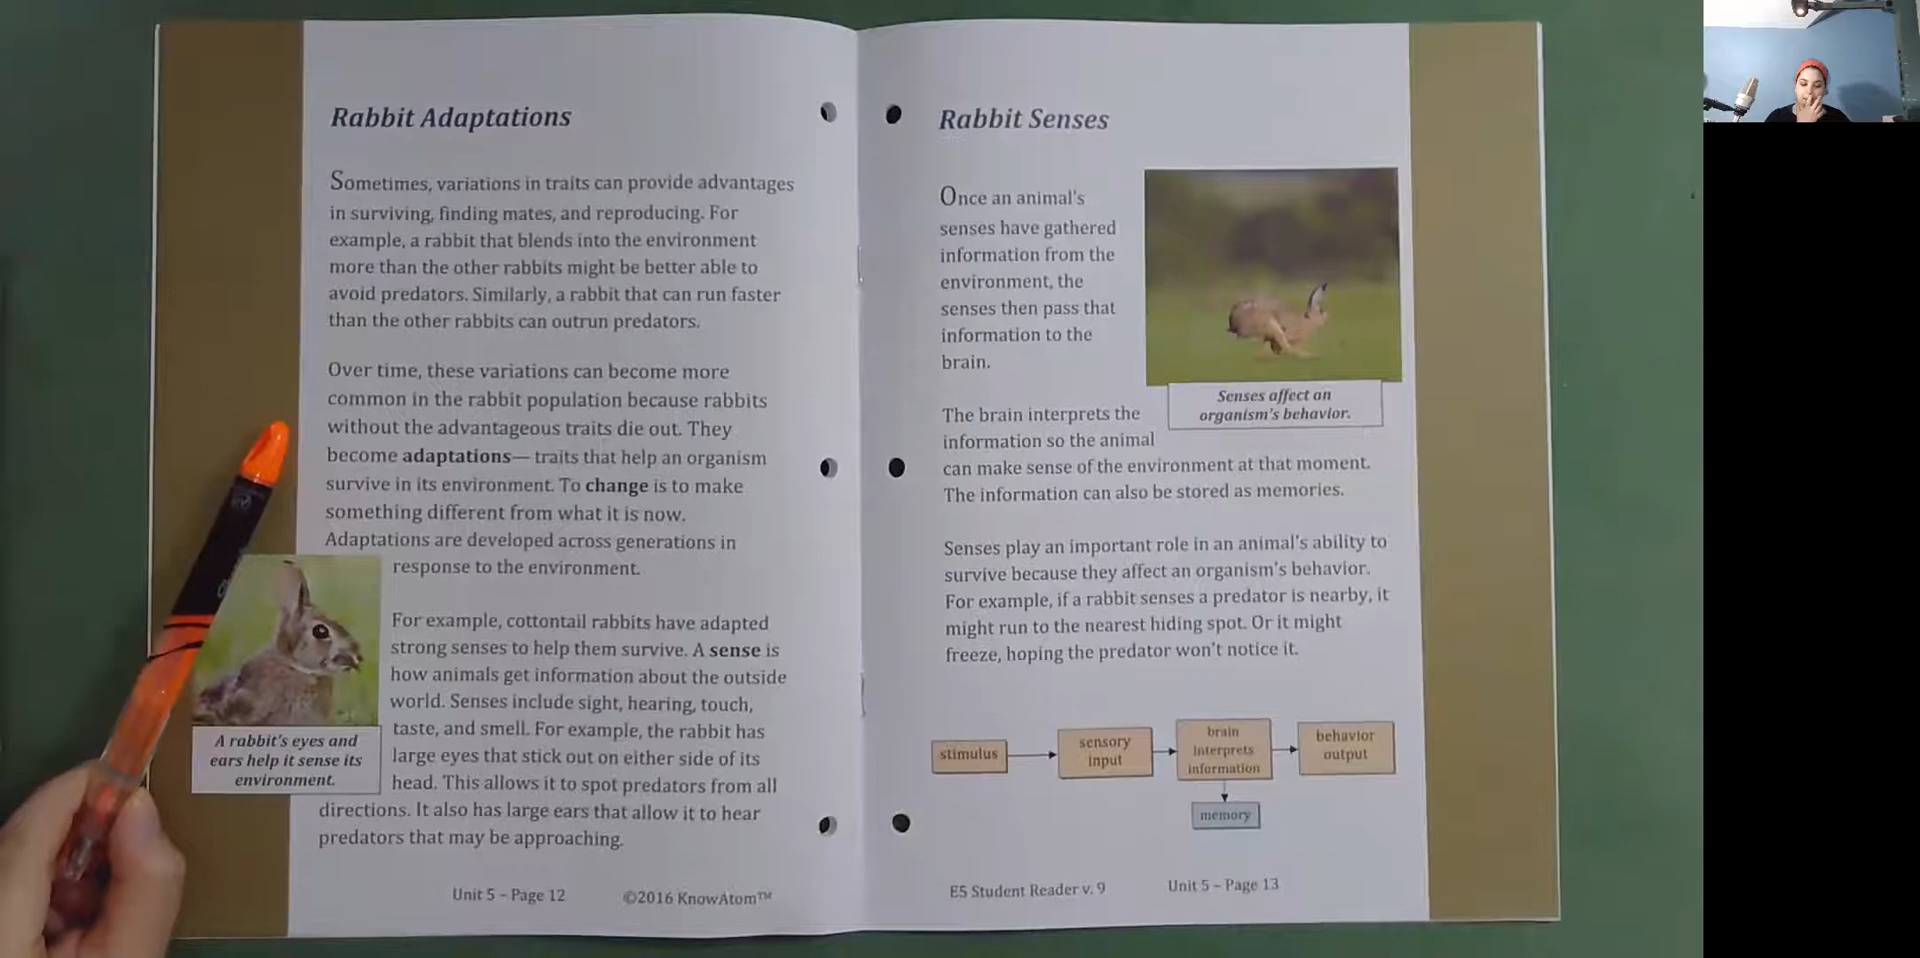 Rabbit Adaptations
Sometimes, variations in traits can provide advantages
in surviving, finding mates, and reproducing. For
example, a rabbit that blends into the environment
more than the other rabbits might be better able to
avoid predators. Similarly, a rabbit that can run faster
than the other rabbits can outrun predators.
Over time, these variations can become more
common in the rabbit population because rabbits
without the advantageous traits die out. They
become adaptations— traits that help an organism
survive in its environment. To change is to make
something different from what it is now.
Adaptations are developed across generations in
response to the environment.
For example, cottontail rabbits have adapted
strong senses to help them survive. A sense is
how animals get information about the outside
world. Senses include sight, hearing, touch,
taste, and smell. For example, the rabbit has
large eyes that stick out on either side of its
head. This allows it to spot predators from all
directions. It also has large ears that allow it to hear
predators that may be approaching.
A rabbit's eyes and
ears help it sense its
environment.
Unit 5 – Page 12
©2016 KnowAtom™
Rabbit Senses
Once an animal's
senses have gathered
information from the
environment, the
senses then pass that
information to the
brain.
Senses affect an
organism's behavior.
The brain interprets the
information so the animal
can make sense of the environment at that moment.
The information can also be stored as memories.
Senses play an important role in an animal's ability to
survive because they affect an organism's behavior.
For example, if a rabbit senses a predator is nearby, it
might run to the nearest hiding spot. Or it might
freeze, hoping the predator won't notice it.
stimulus
sensory
input
brain
interprets
information
behavior
output
memory
E5 Student Reader v. 9
Unit 5 – Page 13